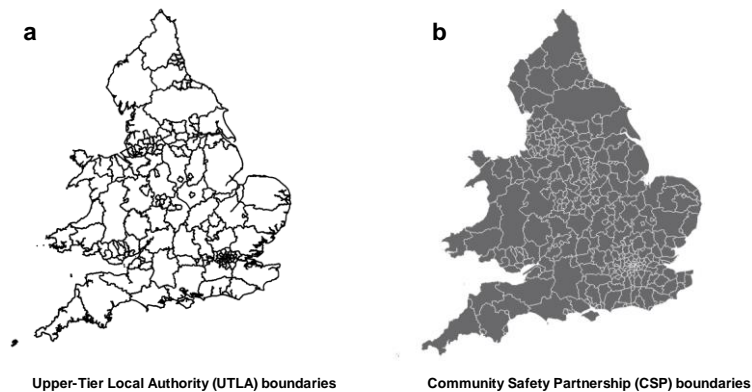 a
b
Upper-Tier Local Authority (UTLA) boundaries
Community Safety Partnership (CSP) boundaries